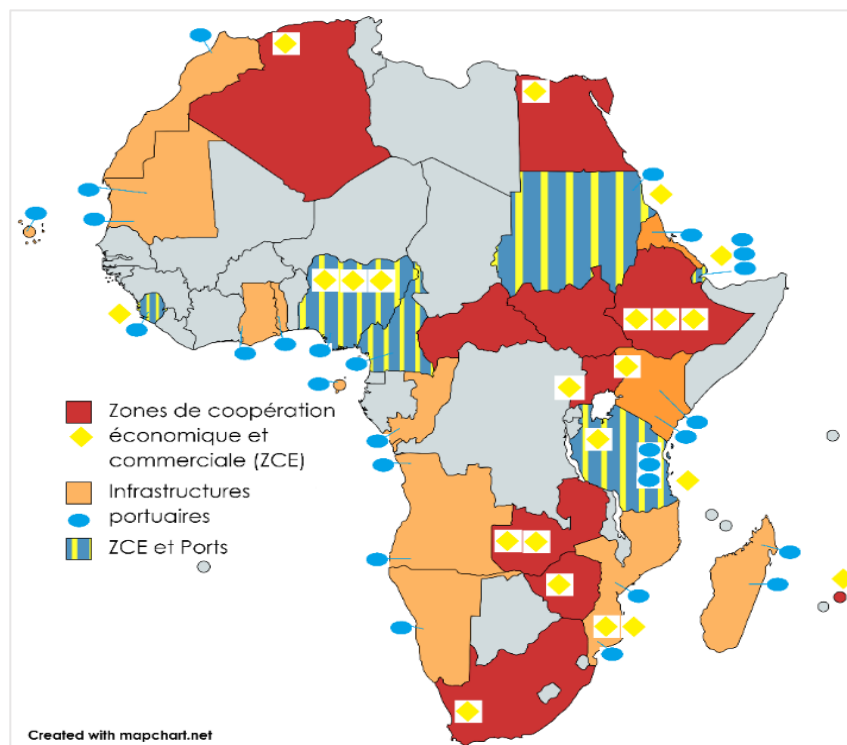 Zones de coopération
économique et
commerciale (ZCE)
Infrastructures
portuaires
ZCE et Ports
Created with mapchart.net